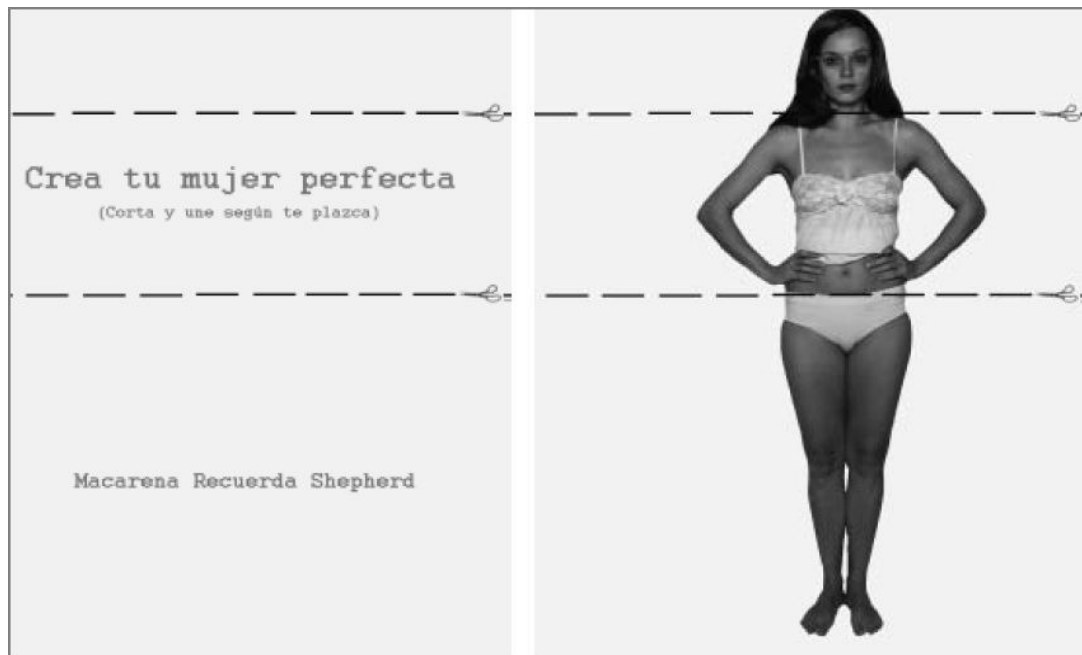 Crea tu mujer perfecta
(Corta y une según te plazca)
Macarena Recuerda Shepherd